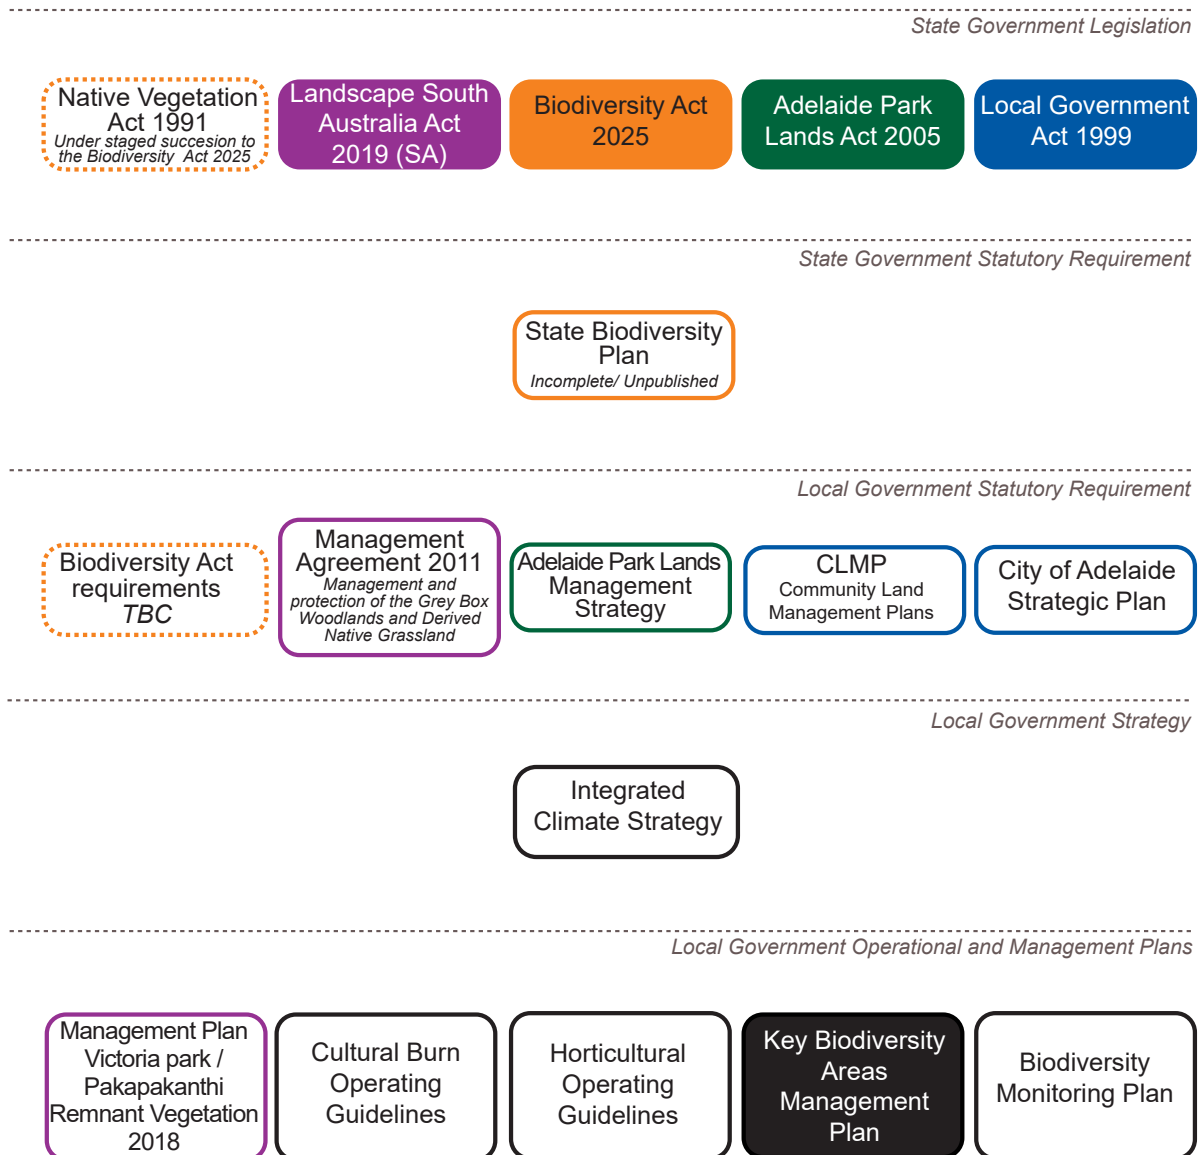 State Government Legislation
Native Vegetation
Act 1991
Under staged succesion to
the Biodiversity Act 2025
Landscape South
Australia Act
2019 (SA)
Biodiversity Act
2025
Adelaide Park
Lands Act 2005
Local Government
Act 1999
State Government Statutory Requirement
State Biodiversity
Plan
Incomplete/ Unpublished
Local Government Statutory Requirement
Biodiversity Act
requirements
TBC
Management
Agreement 2011
Management and
protection of the Grey Box
Woodlands and Derived
Native Grassland
Adelaide Park Lands
Management
Strategy
CLMP
Community Land
Management Plans
City of Adelaide
Strategic Plan
Local Government Strategy
Integrated
Climate Strategy
Local Government Operational and Management Plans
Management Plan
Victoria park /
Pakapakanthi
Remnant Vegetation
2018
Cultural Burn
Operating
Guidelines
Horticultural
Operating
Guidelines
Key Biodiversity
Areas
Management
Plan
Biodiversity
Monitoring Plan